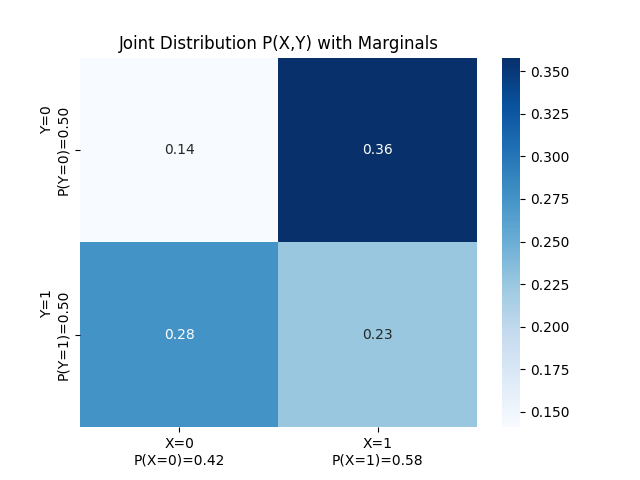 Joint Distribution P(X,Y) with Marginals
Y=0
P(Y=0)=0.50
0.14
0.36
Y=1
P(Y=1)=0.50
0.28
0.23
X=0
P(X=0)=0.42
X=1
P(X=1)=0.58
0.350
0.325
0.300
0.275
0.250
0.225
0.200
0.175
0.150